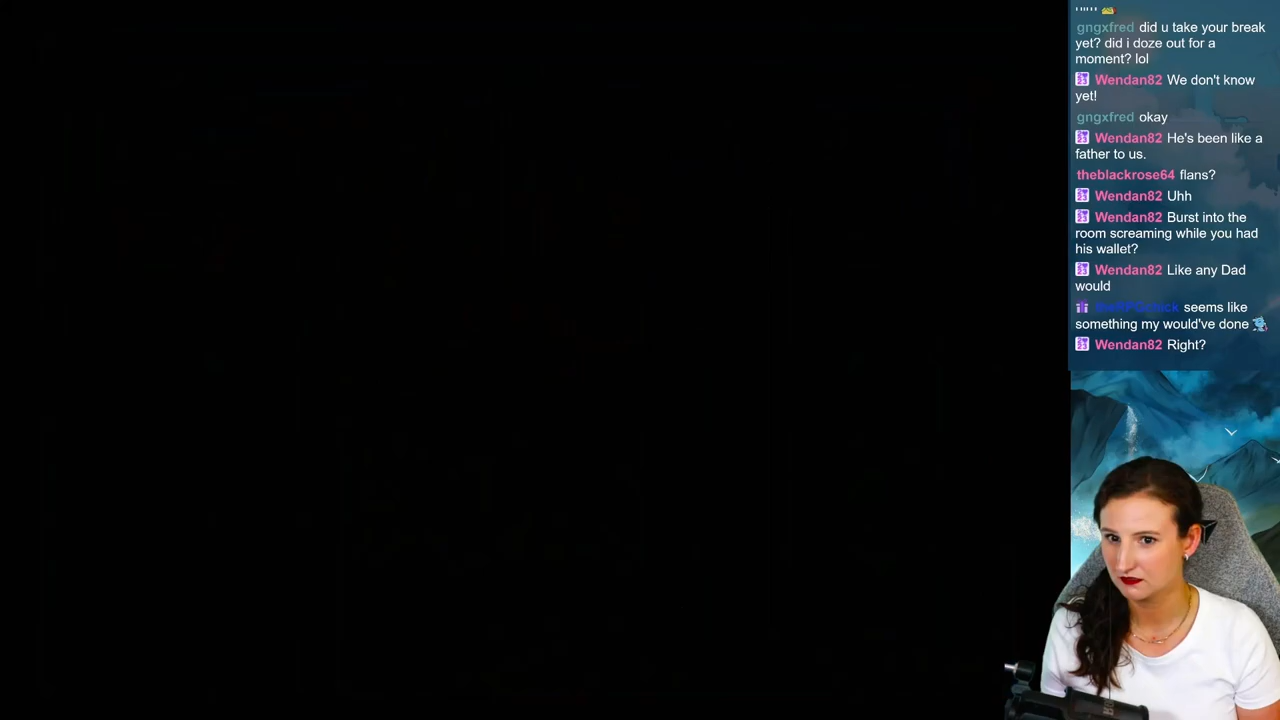 gngxfred did u take your break
yet? did i doze out for a
moment? lol
Wendan82 We don't know
yet!
gngxfred okay
Wendan82 He's been like a
father to us.
theblackrose64 flans?
Wendan82 Uhh
Wendan82 Burst into the
room screaming while you had
his wallet?
Wendan82 Like any Dad
would
seems like
something my would've done
Wendan82 Right?